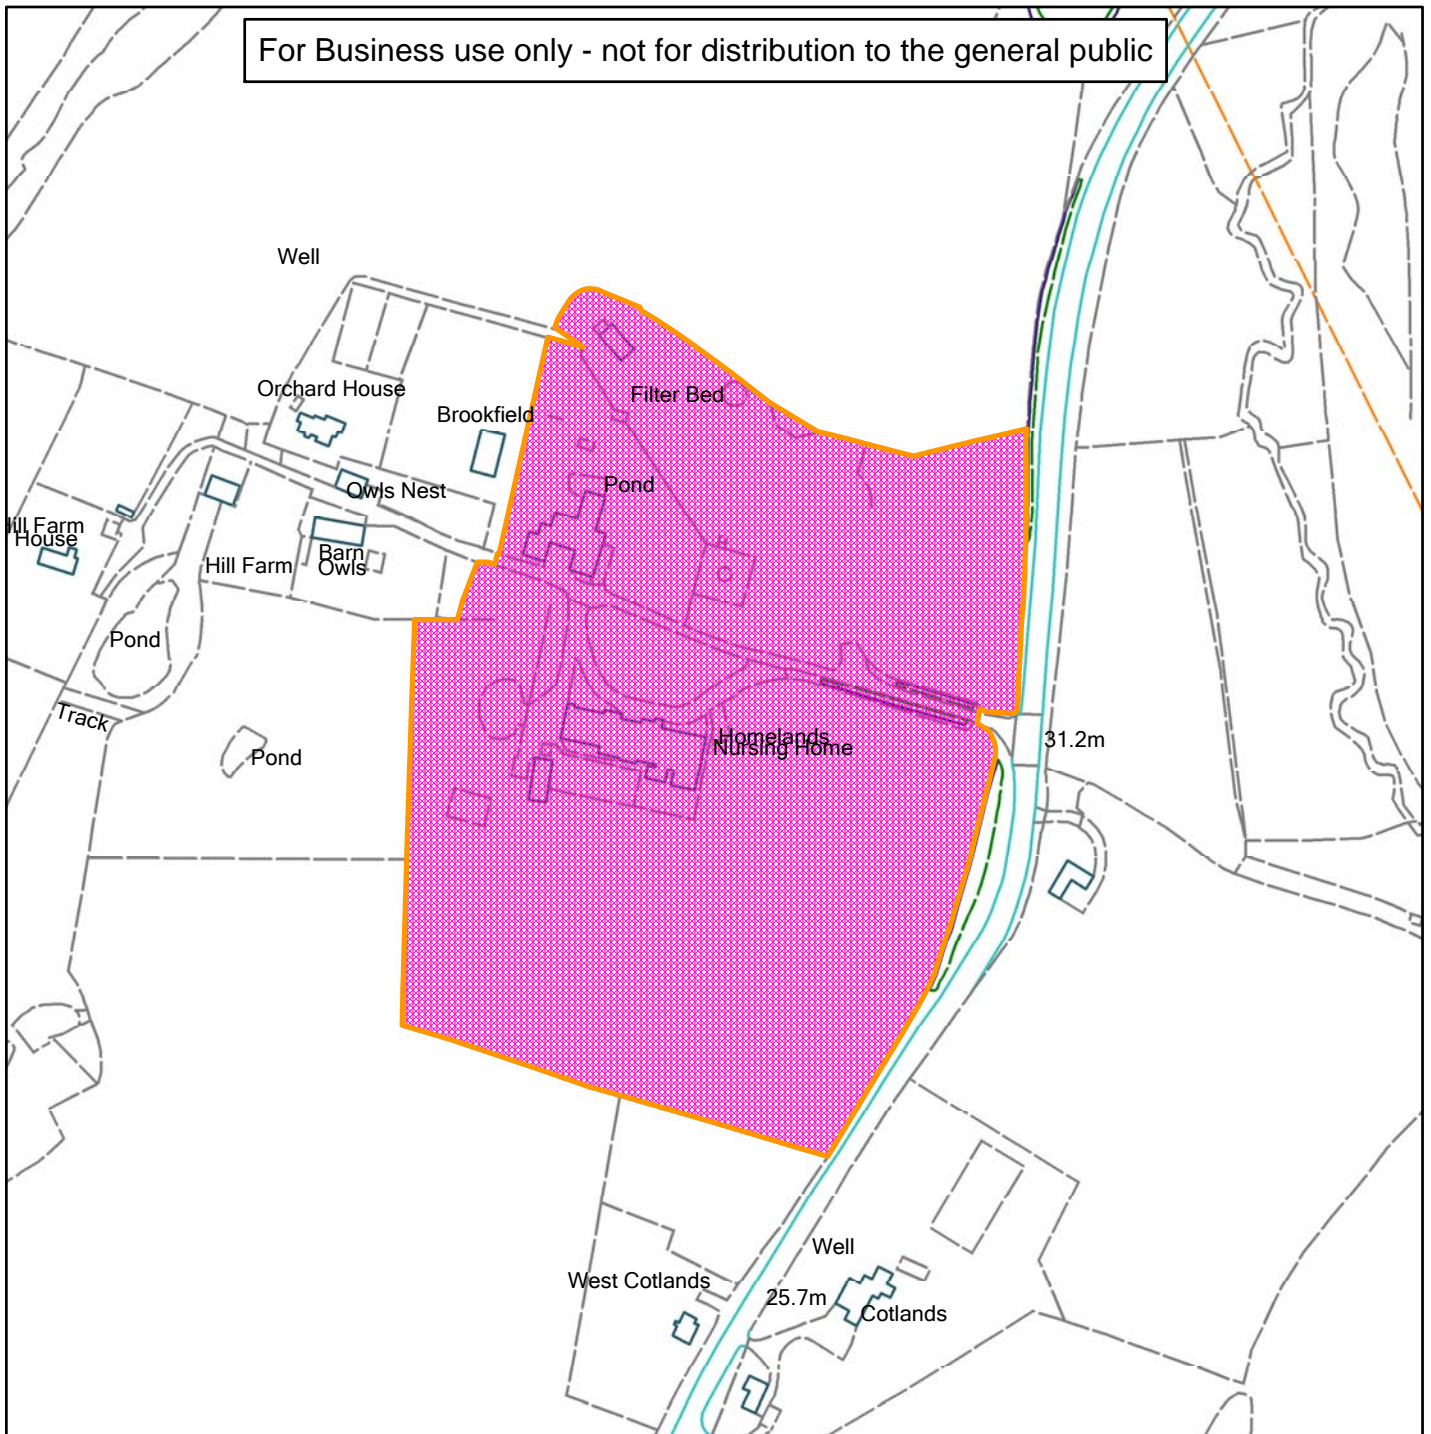 For Business use only - not for distribution to the general public
Well
Orchard House
Filter Bed
Brookfield
Pond
Owls Nest
Hill Farm
House
Barn
Owls
Hill Farm
Pond
Track
Pond
Homelands
Nursing Home
31.2m
Well
West Cotlands
25.7m
Cotlands